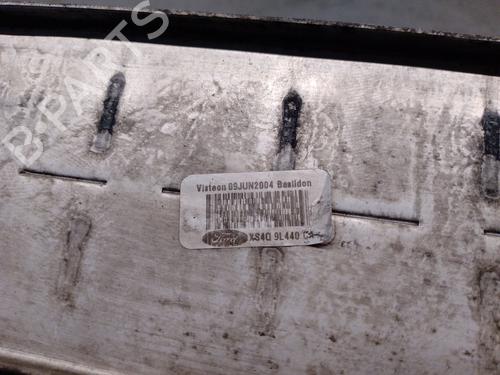 B-PARTS
Visteon 09JUN2004 Basildon
Ford XS4Q 9L440 CA